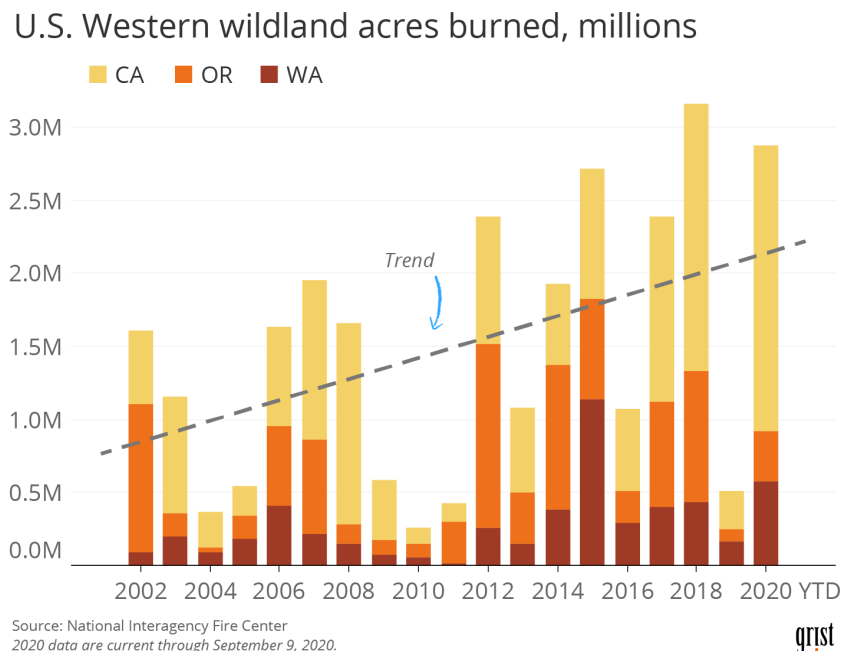 U.S. Western wildland acres burned, millions
CA OR WA
3.0M
2.5M
Trend
2.0M
1.5M
1.0M
0.5M
0.0M
2002 2004 2006 2008 2010 2012 2014 2016 2018 2020 YTD
Source: National Interagency Fire Center
2020 data are current through September 9, 2020.
grist